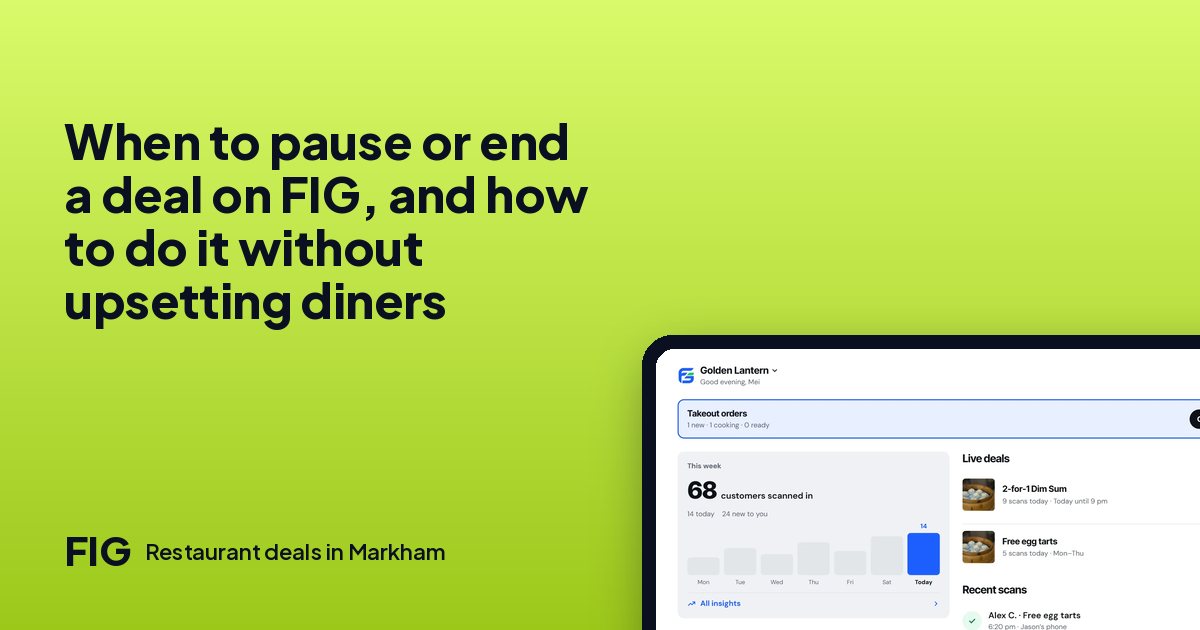 When to pause or end
a deal on FIG, and how
to do it without
upsetting diners
FIG Restaurant deals in Markham
Golden Lantern
Good evening, Mei
Takeout orders
1 new · 1 cooking · 0 ready
This week
68 customers scanned in
14 today 24 new to you
14
Mon Tue Wed Thu Fri Sat Today
All insights
Live deals
2-for-1 Dim Sum
9 scans today · Today until 9 pm
Free egg tarts
5 scans today · Mon–Thu
Recent scans
Alex C. · Free egg tarts
6:20 pm · Jason's phone